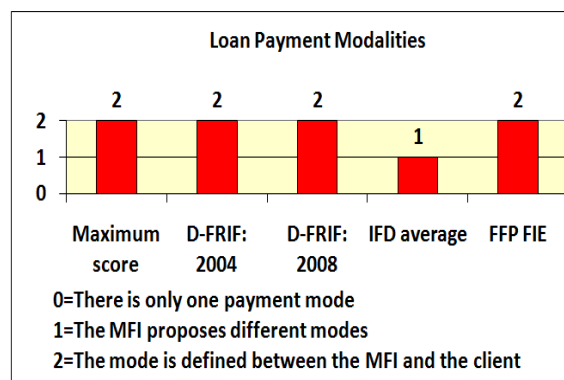 Loan Payment Modalities
2 2 2 1 2
2
1
0
Maximum score D-FRIF: 2004 D-FRIF: 2008 IFD average FFP FIE
0=There is only one payment mode
1=The MFI proposes different modes
2=The mode is defined between the MFI and the client